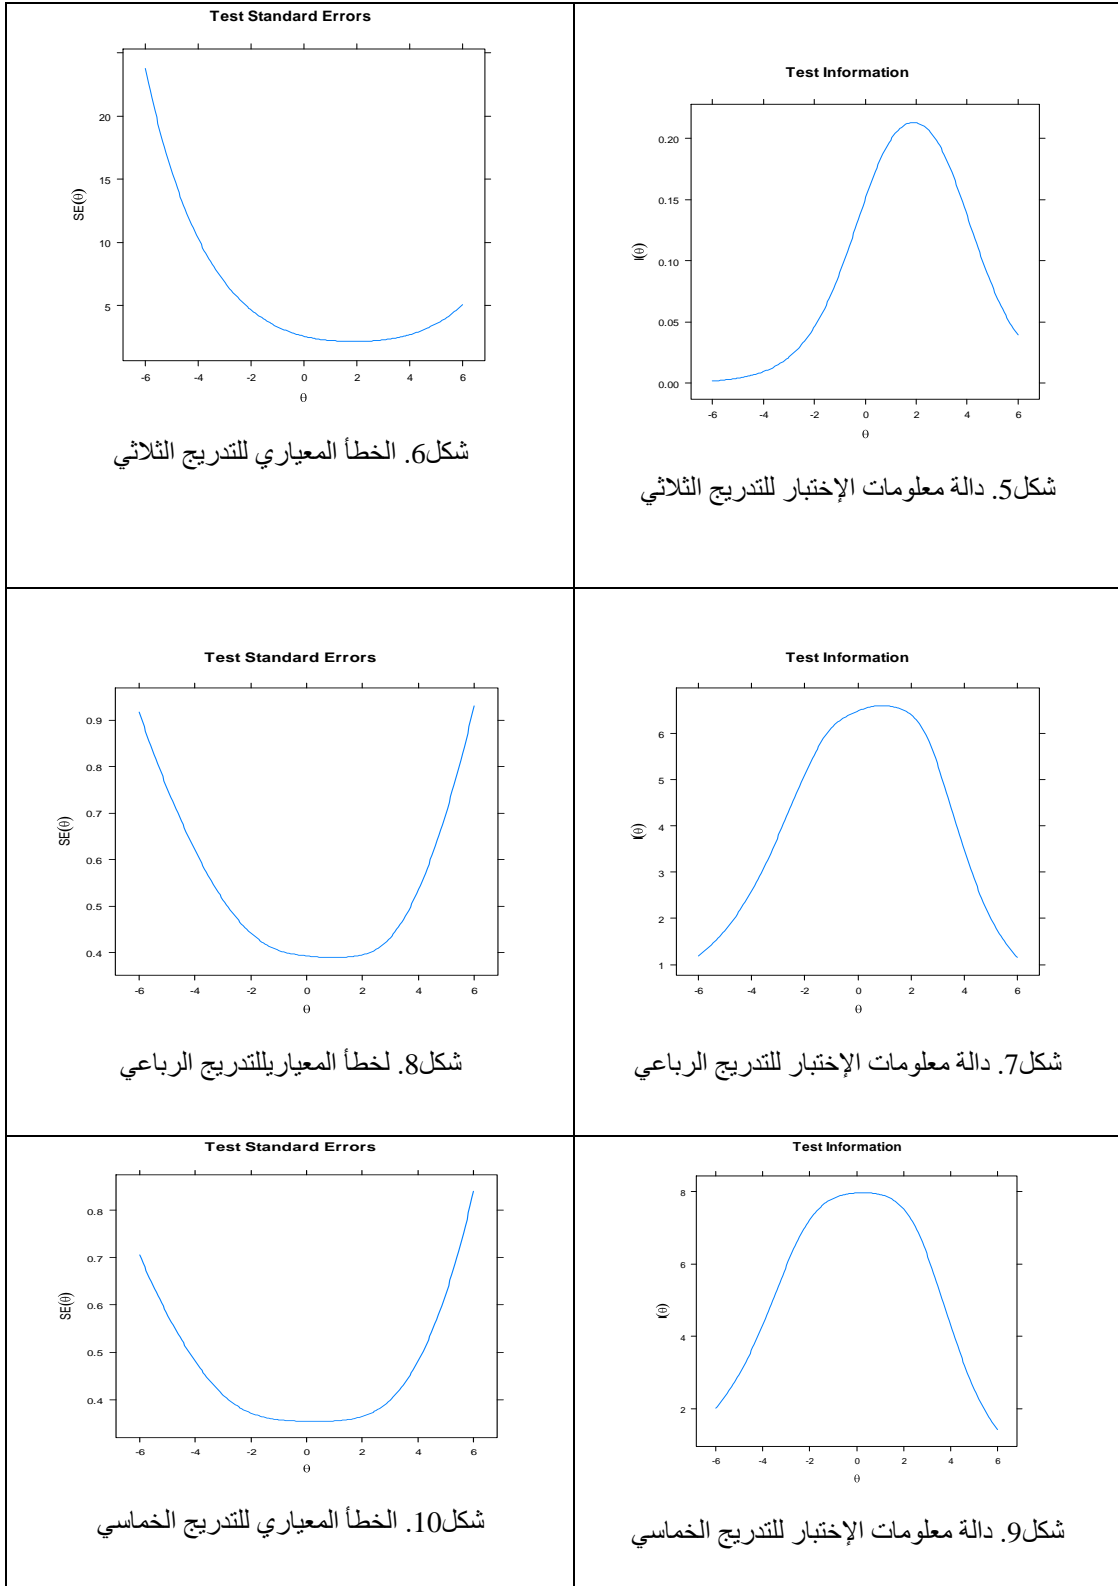 Test Standard Errors
SE(θ)
20
15
10
5
-6 -4 -2 0 2 4 6
θ
شكل6. الخطأ المعياري للتدريج الثلاثي
Test Information
I(θ)
0.20
0.15
0.10
0.05
0.00
-6 -4 -2 0 2 4 6
θ
شكل5. دالة معلومات الإختبار للتدريج الثلاثي
Test Standard Errors
SE(θ)
0.9
0.8
0.7
0.6
0.5
0.4
-6 -4 -2 0 2 4 6
θ
شكل8. لخطأ المعياريللتدريج الرباعي
Test Information
I(θ)
6
5
4
3
2
1
-6 -4 -2 0 2 4 6
θ
شكل7. دالة معلومات الإختبار للتدريج الرباعي
Test Standard Errors
SE(θ)
0.8
0.7
0.6
0.5
0.4
-6 -4 -2 0 2 4 6
θ
شكل10. الخطأ المعياري للتدريج الخماسي
Test Information
I(θ)
8
6
4
2
-6 -4 -2 0 2 4 6
θ
شكل9. دالة معلومات الإختبار للتدريج الخماسي